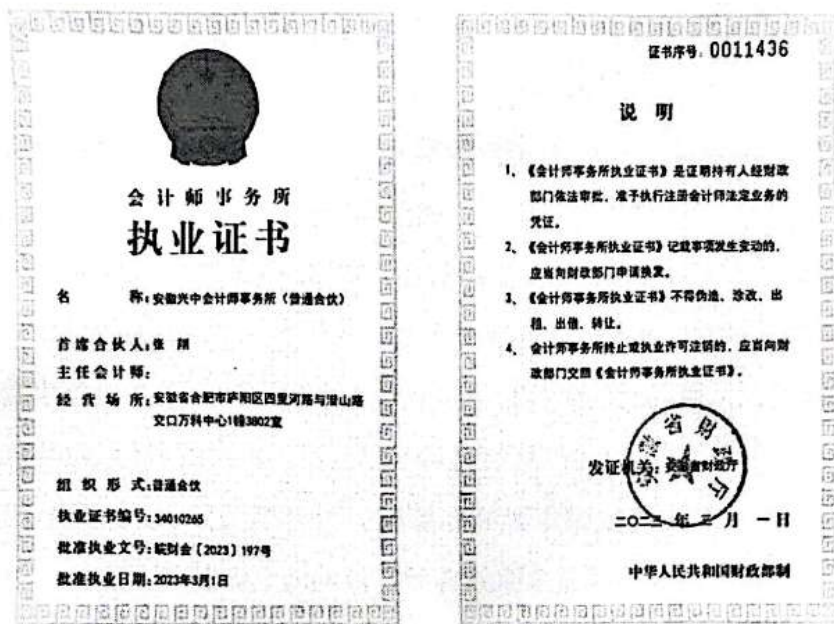 会计师事务所
执业证书
名 称：安徽兴中会计师事务所（普通合伙）
首席合伙人：张 翔
主任会计师：
经营场所：安徽省合肥市庐阳区四里河路与潜山路
交口万科中心1幢3802室
组织形式：普通合伙
执业证书编号：34010265
批准执业文号：皖财会〔2023〕197号
批准执业日期：2023年3月1日
证书序号：0011436
说 明
1、《会计师事务所执业证书》是证明持有人经财政
部门依法审批，准予执行注册会计师法定业务的
凭证。
2、《会计师事务所执业证书》记载事项发生变动的，
应当向财政部门申请换发。
3、《会计师事务所执业证书》不得伪造、涂改、出
租、出借、转让。
4、会计师事务所终止或执业许可注销的，应当向财
政部门交回《会计师事务所执业证书》。
安徽省财政厅
发证机关：安徽省财政厅
二〇二三年三月一日
中华人民共和国财政部制